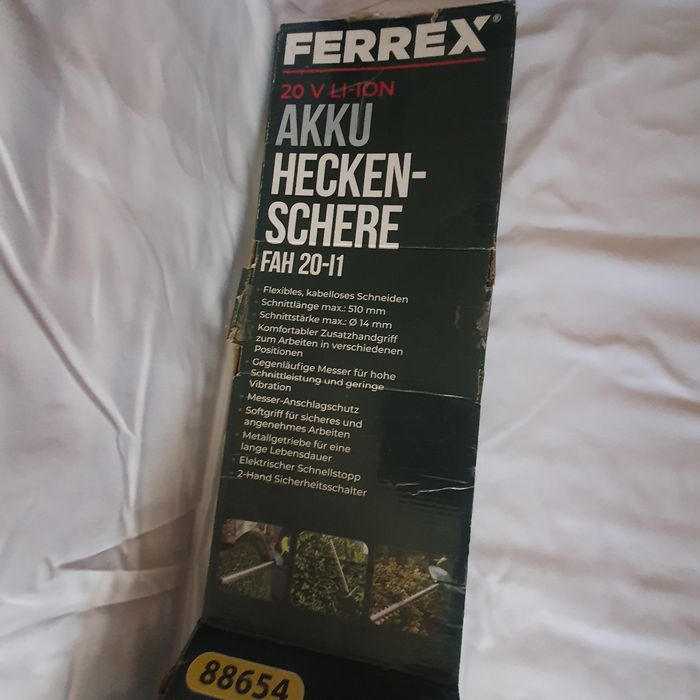 FERREX®
20 V LI-ION
AKKU
HECKEN-
SCHERE
FAH 20-I1
• Flexibles, kabelloses Schneiden
• Schnittlänge max.: 510 mm
• Schnittstärke max.: Ø 14 mm
• Komfortabler Zusatzhandgriff
zum Arbeiten in verschiedenen
Positionen
• Gegenläufige Messer für hohe
Schnittleistung und geringe
Vibration
• Messer-Anschlagschutz
• Softgriff für sicheres und
angenehmes Arbeiten
• Metallgetriebe für eine
lange Lebensdauer
• Elektrischer Schnellstopp
• 2-Hand Sicherheitsschalter
88654